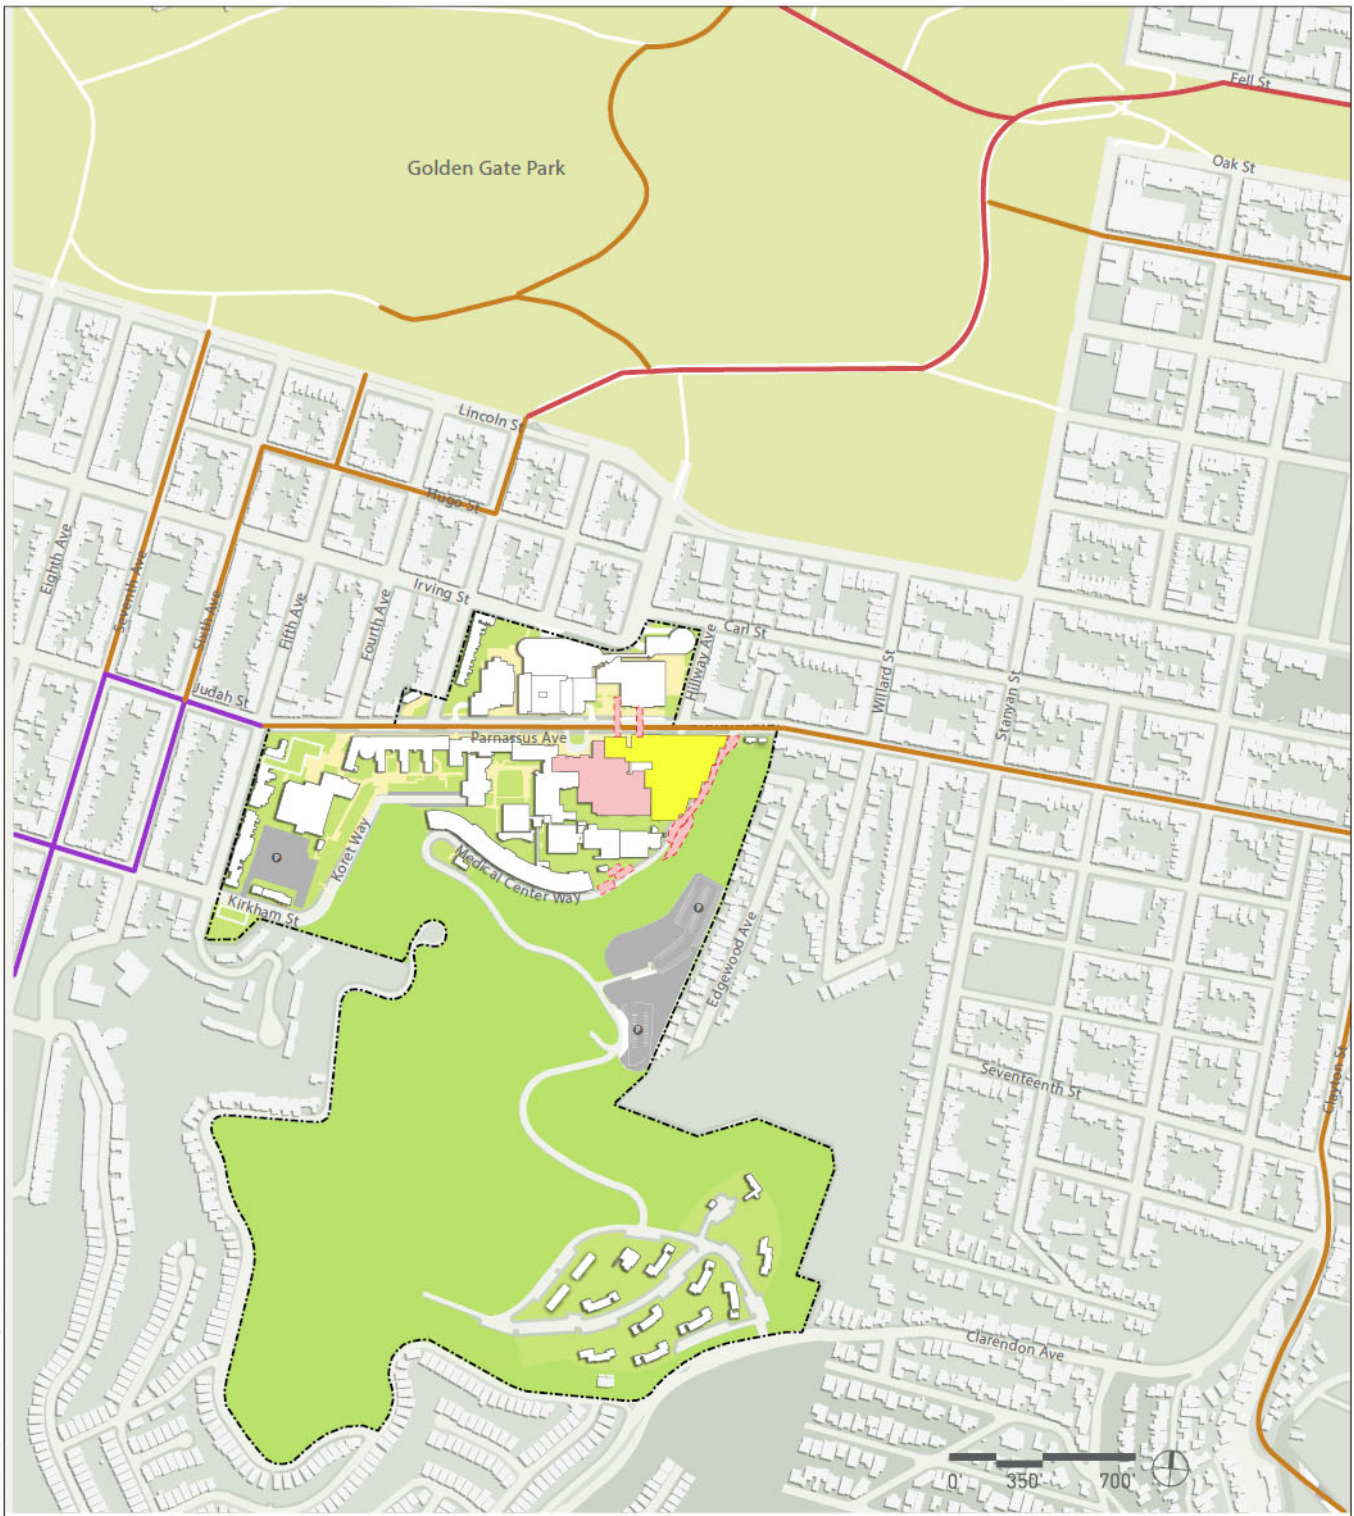 Fell St
Oak St
Golden Gate Park
Lincoln St
Hugo St
Eighth Ave
Seventh Ave
Sixth Ave
Fifth Ave
Fourth Ave
Irving St
Carl St
Hillway Ave
Willard St
Stanyan St
Judah St
Parnassus Ave
Koret Way
P
Medical Center Way
Kirkham St
P
Edgewood Ave
P
Seventeenth St
Clayton St
Clarendon Ave
0 350' 700'